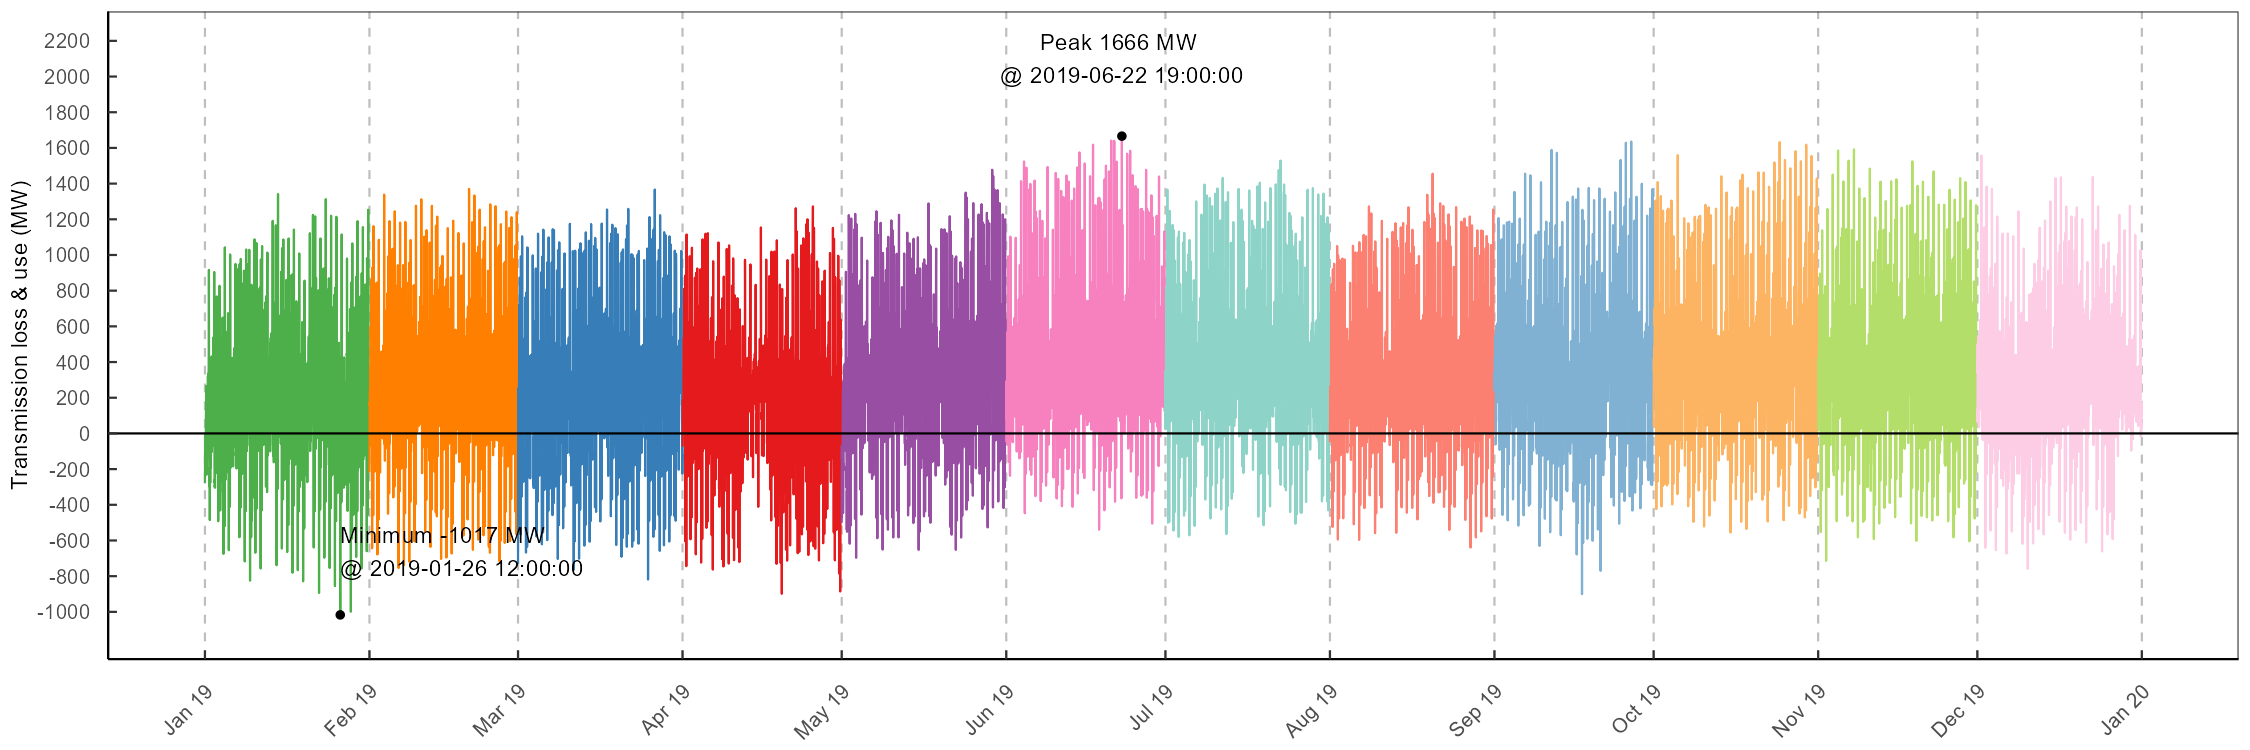 Transmission loss & use (MW)
2200
2000
1800
1600
1400
1200
1000
800
600
400
200
0
-200
-400
-600
-800
-1000
Peak 1666 MW
@ 2019-06-22 19:00:00
Minimum -1017 MW
@ 2019-01-26 12:00:00
Jan 19
Feb 19
Mar 19
Apr 19
May 19
Jun 19
Jul 19
Aug 19
Sep 19
Oct 19
Nov 19
Dec 19
Jan 20